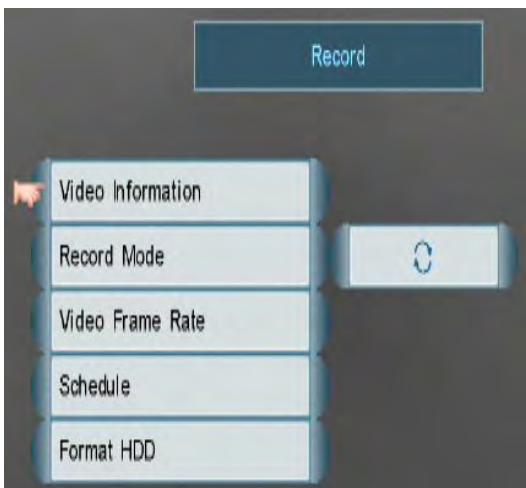 Record
Video Information
Record Mode
Video Frame Rate
Schedule
Format HDD